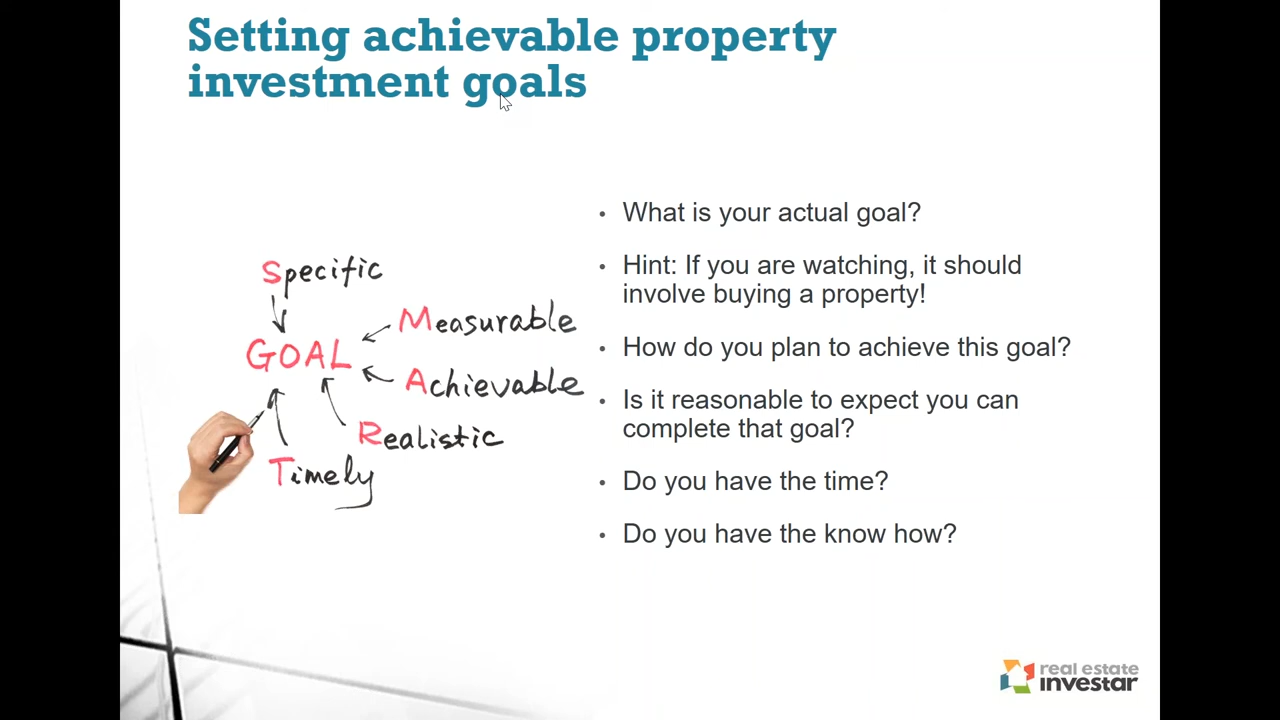 Setting achievable property
investment goals
Specific
Measurable
GOAL
Achievable
Realistic
Timely
• What is your actual goal?
• Hint: If you are watching, it should
involve buying a property!
• How do you plan to achieve this goal?
• Is it reasonable to expect you can
complete that goal?
• Do you have the time?
• Do you have the know how?
real estate
investar